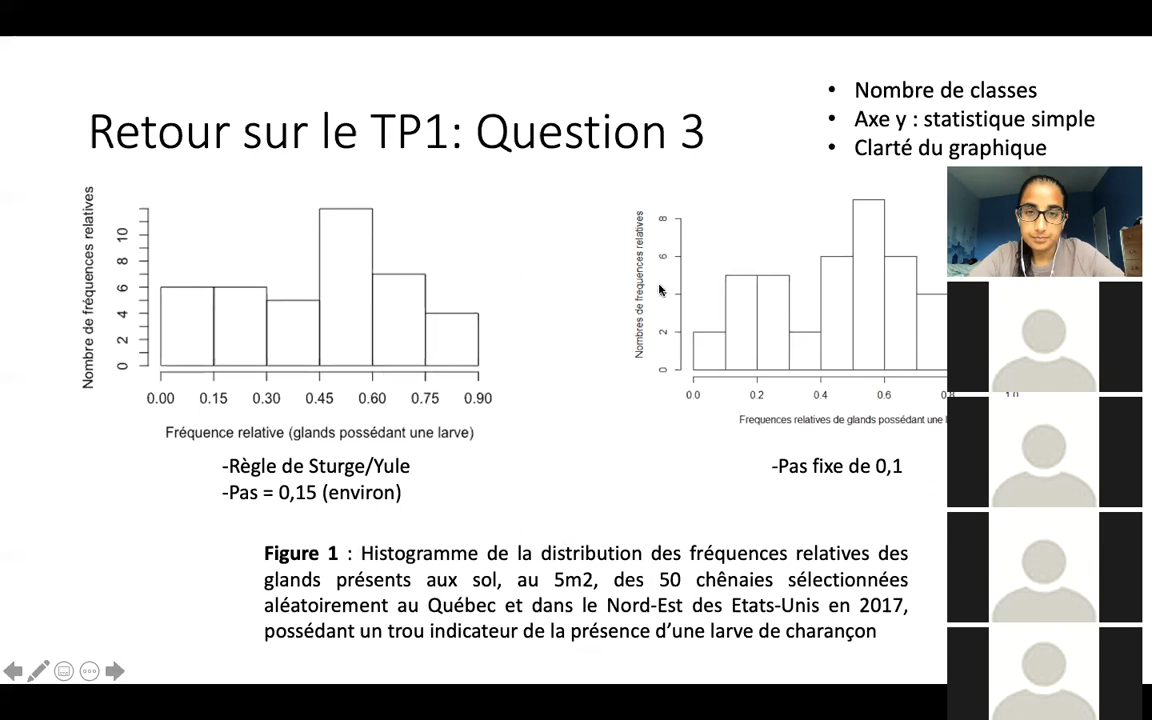 Retour sur le TP1: Question 3
• Nombre de classes
• Axe y : statistique simple
• Clarté du graphique
Nombre de fréquences relatives
0 2 4 6 8 10
0.00 0.15 0.30 0.45 0.60 0.75 0.90
Fréquence relative (glands possédant une larve)
-Règle de Sturge/Yule
-Pas = 0,15 (environ)
Nombres de frequences relatives
0 2 6 8
0.0 0.2 0.4 0.6
Frequences relatives de glands possédant une
-Pas fixe de 0,1
Figure 1 : Histogramme de la distribution des fréquences relatives des
glands présents aux sol, au 5m2, des 50 chênaies sélectionnées
aléatoirement au Québec et dans le Nord-Est des Etats-Unis en 2017,
possédant un trou indicateur de la présence d’une larve de charançon